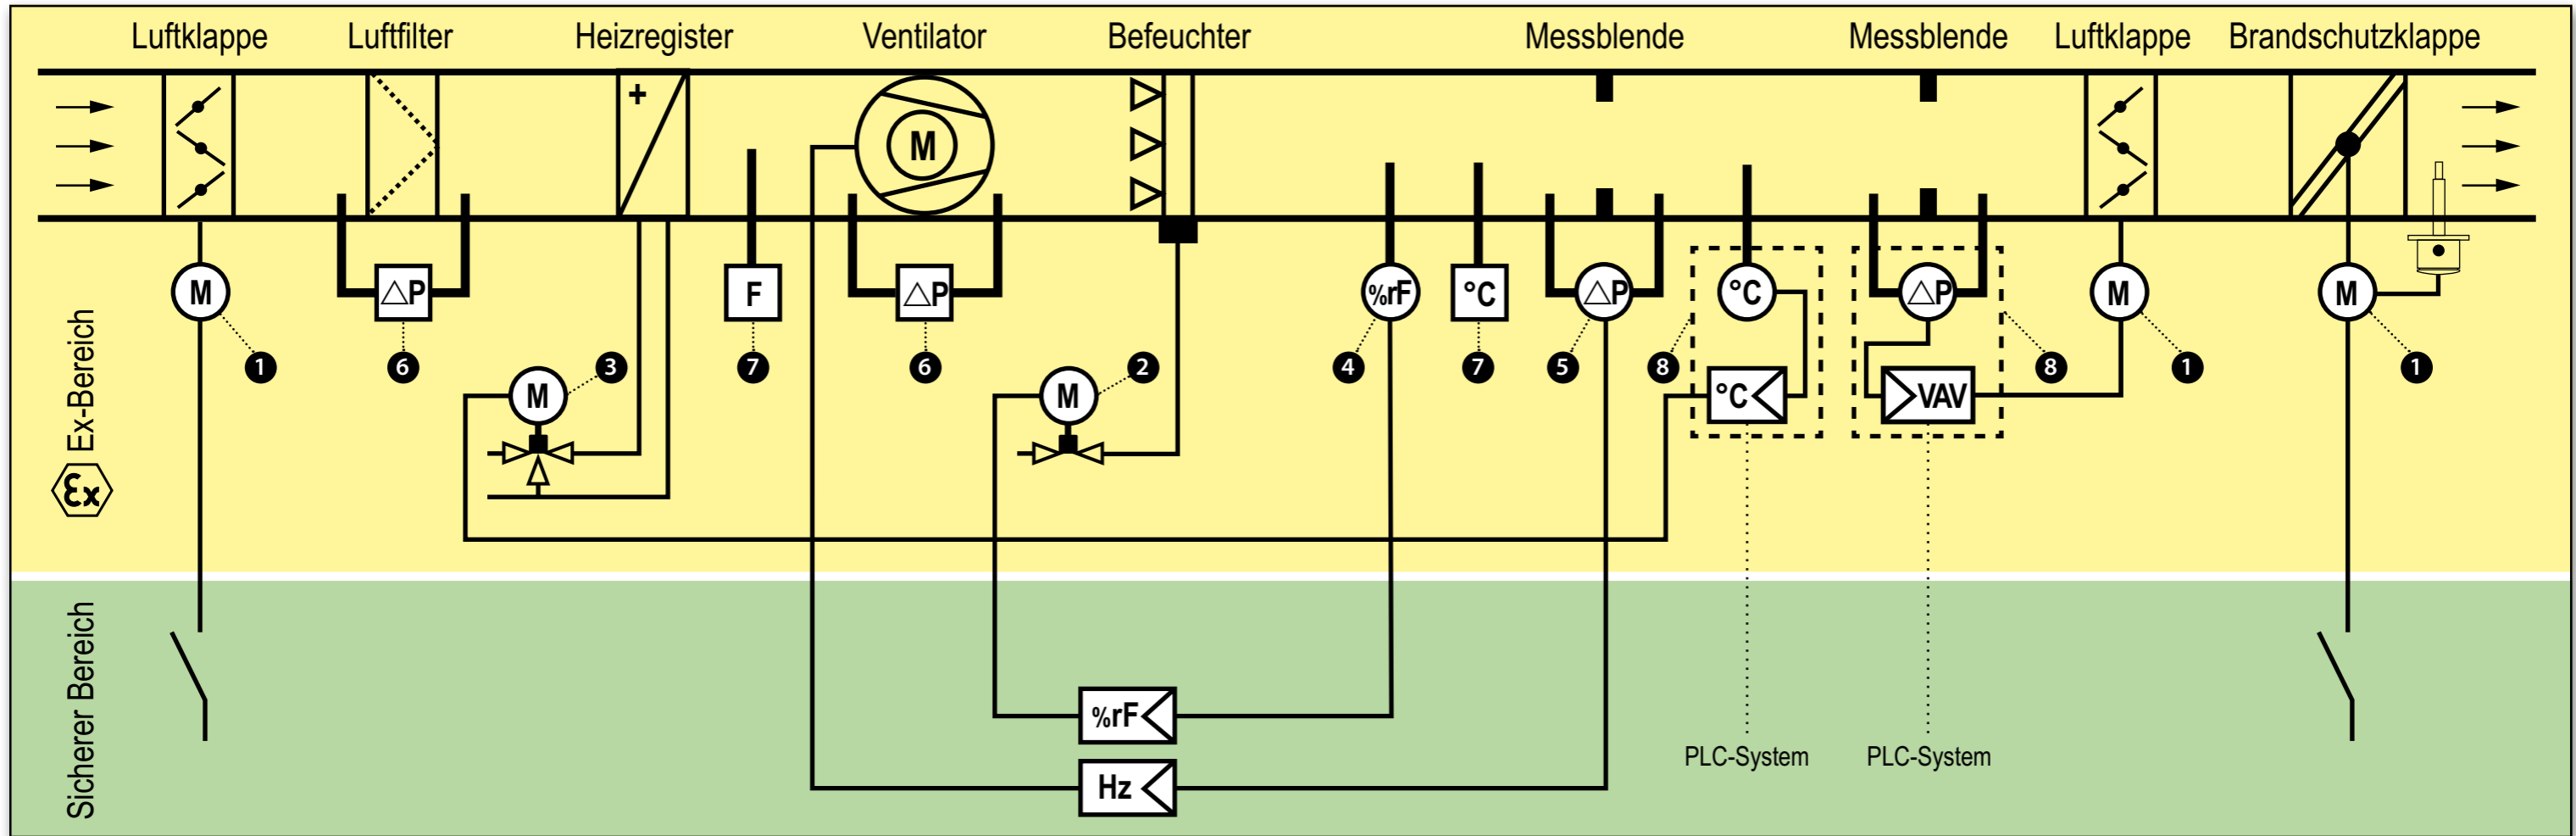 Luftklappe
Luftfilter
Heizregister
Ventilator
Befeuchter
Messblende
Messblende
Luftklappe
Brandschutzklappe
+
M
M
△P
F
△P
%rF
°C
△P
°C
△P
M
M
1
6
3
7
6
2
4
7
5
8
8
1
1
M
M
°C
VAV
Ex-Bereich
Ex
Sicherer Bereich
%rF
Hz
PLC-System
PLC-System